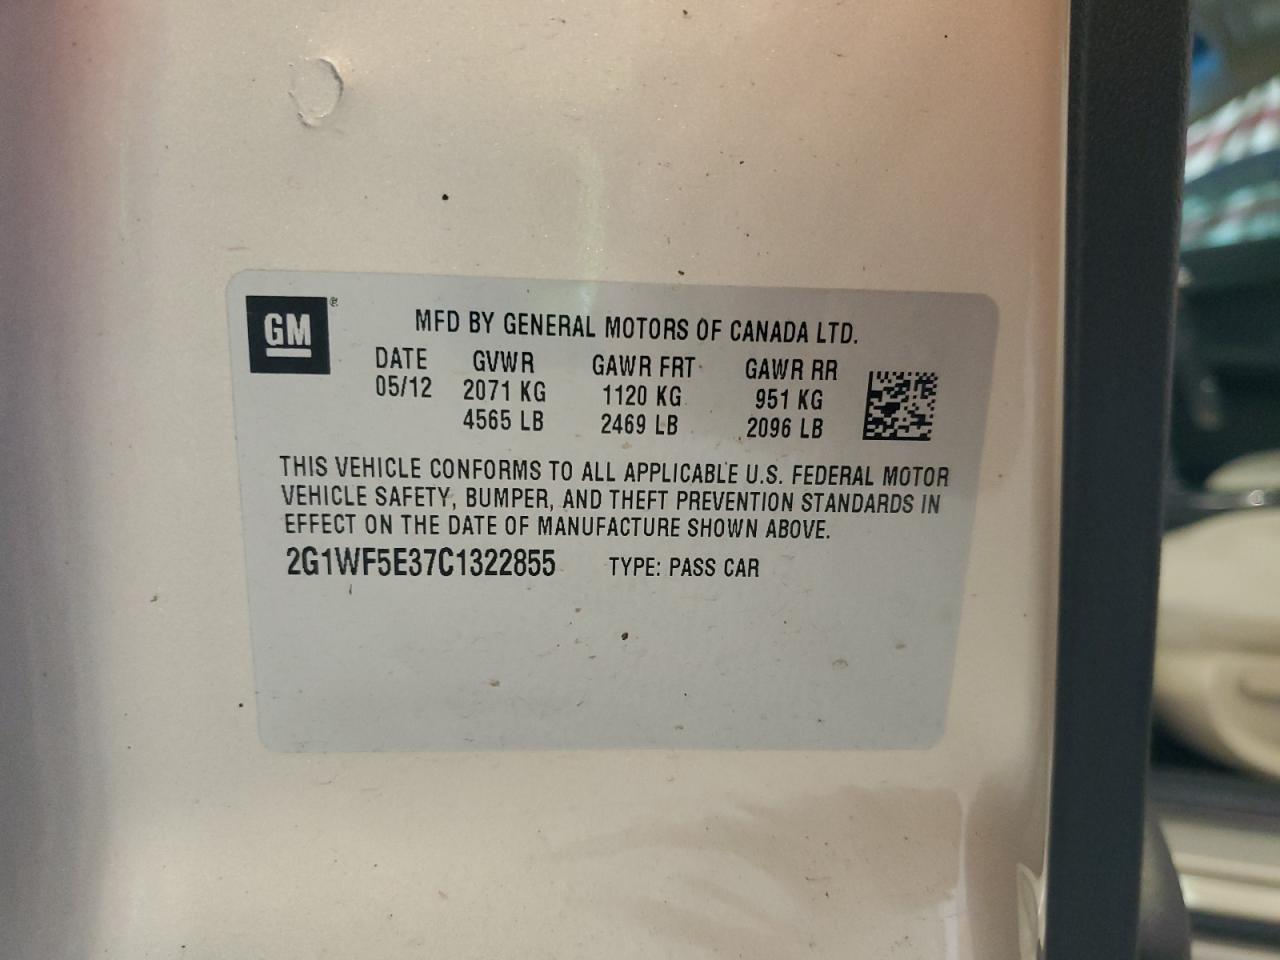 GM®
MFD BY GENERAL MOTORS OF CANADA LTD.
DATE GVWR GAWR FRT GAWR RR
05/12 2071 KG 1120 KG 951 KG
4565 LB 2469 LB 2096 LB
THIS VEHICLE CONFORMS TO ALL APPLICABLE U.S. FEDERAL MOTOR
VEHICLE SAFETY, BUMPER, AND THEFT PREVENTION STANDARDS IN
EFFECT ON THE DATE OF MANUFACTURE SHOWN ABOVE.
2G1WF5E37C1322855 TYPE: PASS CAR